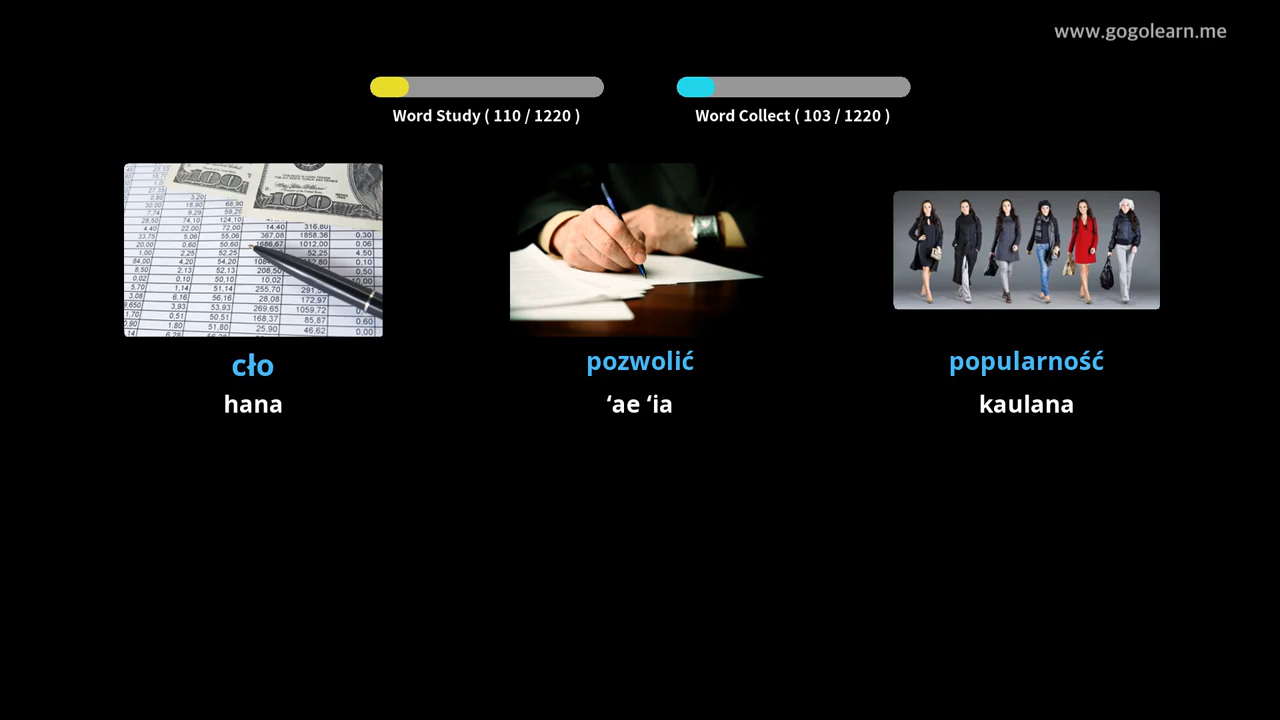 www.gogolearn.me
Word Study ( 110 / 1220 )
Word Collect ( 103 / 1220 )
cło
hana
pozwolić
ʻae ʻia
popularność
kaulana